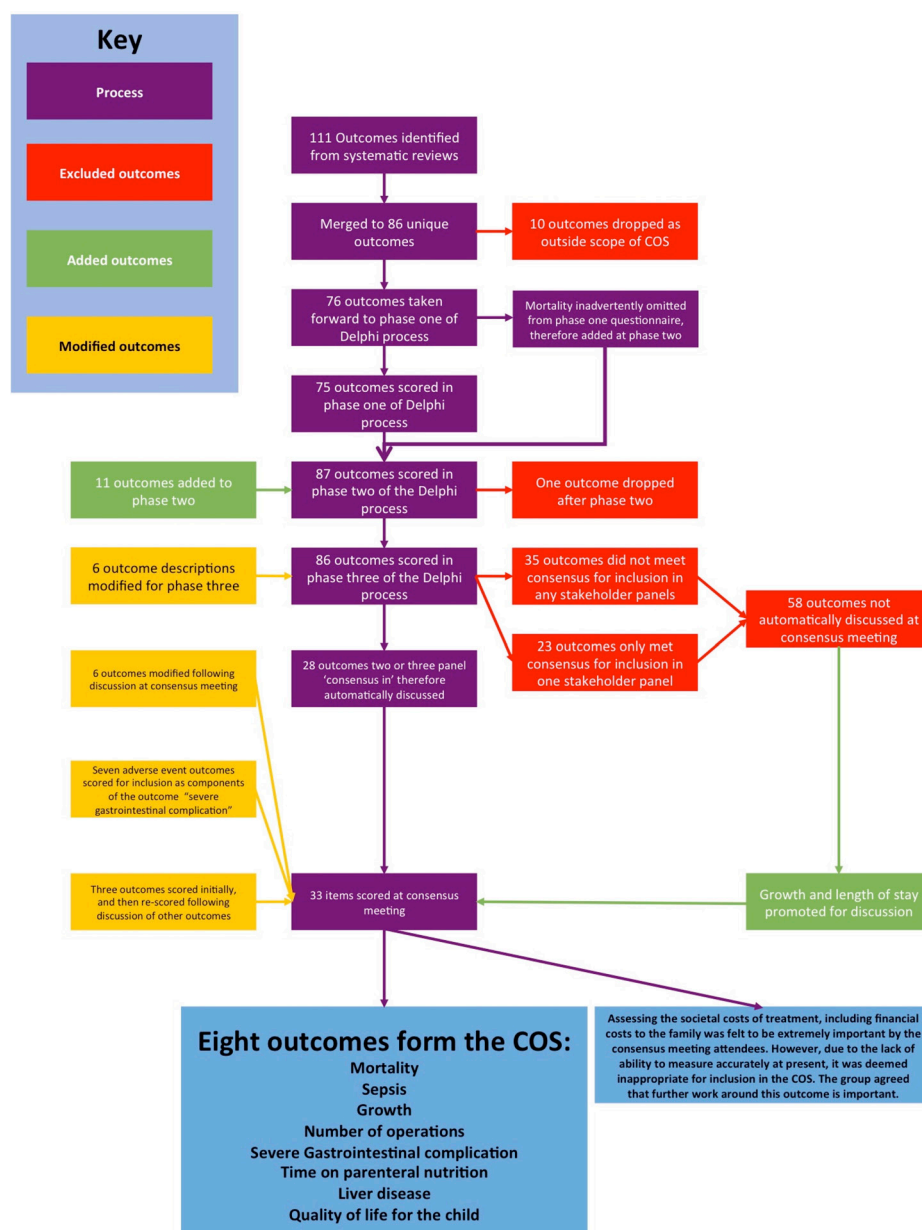 Key
Process
Excluded outcomes
Added outcomes
Modified outcomes
111 Outcomes identified
from systematic reviews
Merged to 86 unique
outcomes
10 outcomes dropped as
outside scope of COS
76 outcomes taken
forward to phase one of
Delphi process
Mortality inadvertently omitted
from phase one questionnaire,
therefore added at phase two
75 outcomes scored in
phase one of Delphi
process
11 outcomes added to
phase two
87 outcomes scored in
phase two of the Delphi
process
One outcome dropped
after phase two
6 outcome descriptions
modified for phase three
86 outcomes scored in
phase three of the Delphi
process
35 outcomes did not meet
consensus for inclusion in
any stakeholder panels
58 outcomes not
automatically discussed at
consensus meeting
23 outcomes only met
consensus for inclusion in
one stakeholder panel
6 outcomes modified following
discussion at consensus meeting
28 outcomes two or three panel
‘consensus in’ therefore
automatically discussed
Seven adverse event outcomes
scored for inclusion as components
of the outcome “severe
gastrointestinal complication”
Three outcomes scored initially,
and then re-scored following
discussion of other outcomes
33 items scored at consensus
meeting
Growth and length of stay
promoted for discussion
Eight outcomes form the COS:
Mortality
Sepsis
Growth
Number of operations
Severe Gastrointestinal complication
Time on parenteral nutrition
Liver disease
Quality of life for the child
Assessing the societal costs of treatment, including financial
costs to the family was felt to be extremely important by the
consensus meeting attendees. However, due to the lack of
ability to measure accurately at present, it was deemed
inappropriate for inclusion in the COS. The group agreed
that further work around this outcome is important.